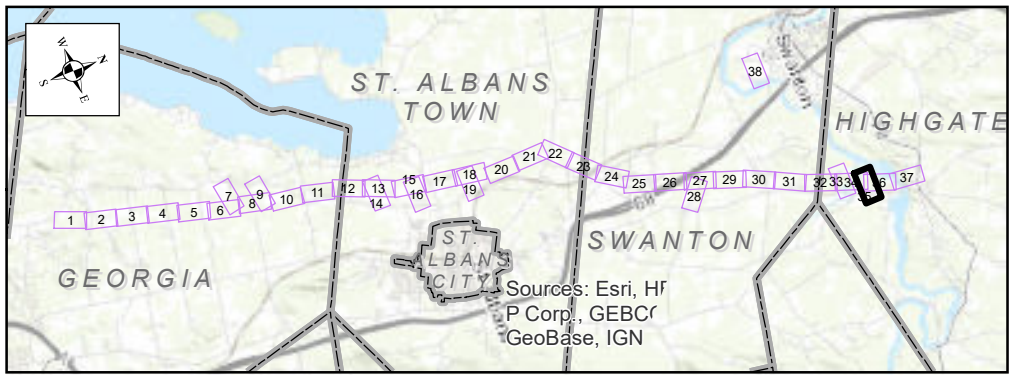 W
N
S
E
ST. ALBANS
TOWN
HIGHGATE
Swanton
38
21 22
23
24
20
18
19
17
15
16
13
14
12
11
10
9
8
7
6
5
4
3
2
1
25 26 27 29 30 31 32 33 34 36 37
28
35
GEORGIA
ST.
ALBANS
CITY
SWANTON
Sources: Esri, HE
P Corp., GEBCO
GeoBase, IGN